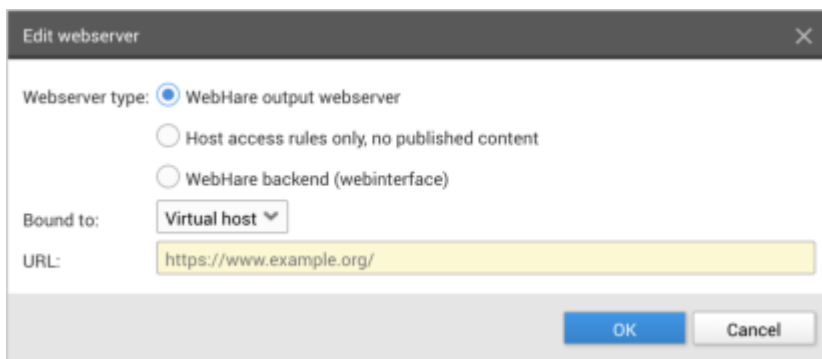 Edit webserver
Webserver type: WebHare output webserver
Host access rules only, no published content
WebHare backend (webinterface)
Bound to: Virtual host
URL: https://www.example.org/
OK Cancel